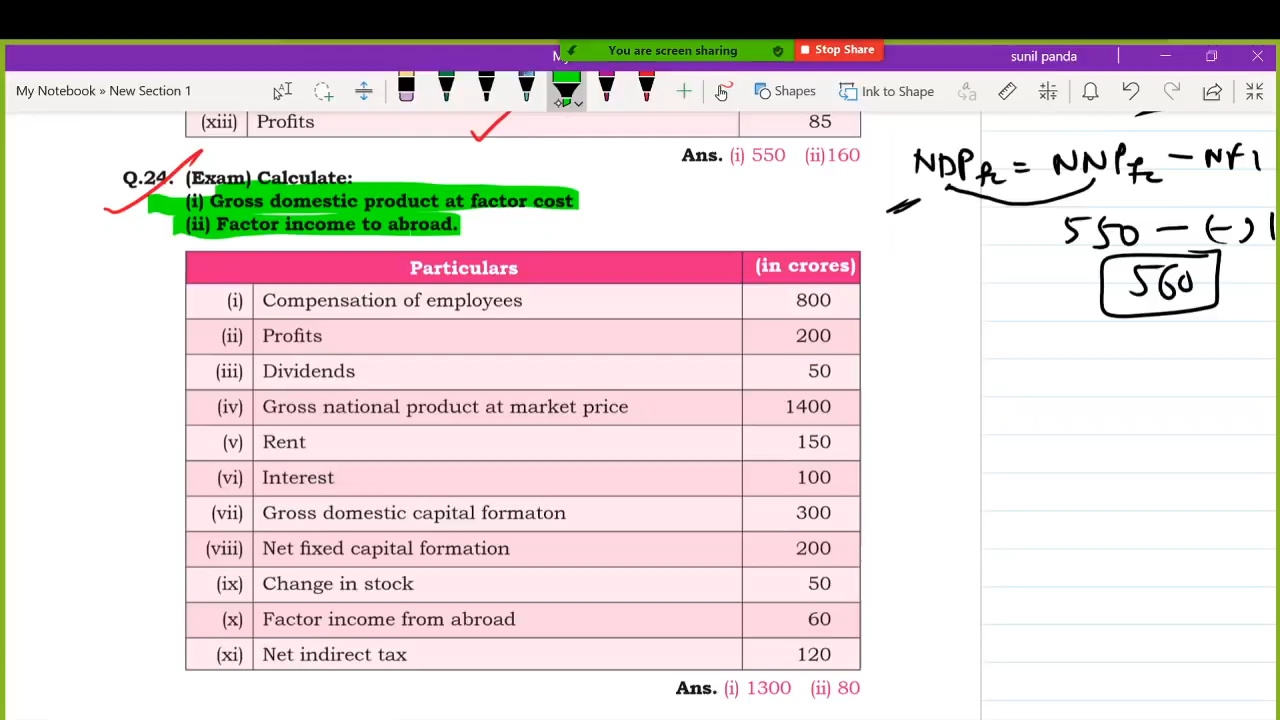 You are screen sharing
Stop Share
My
sunil panda
My Notebook » New Section 1
Shapes
Ink to Shape
(xiii) Profits 85
Ans. (i) 550 (ii)160
Q.24. (Exam) Calculate:
(i) Gross domestic product at factor cost
(ii) Factor income to abroad.
Particulars (in crores)
(i) Compensation of employees 800
(ii) Profits 200
(iii) Dividends 50
(iv) Gross national product at market price 1400
(v) Rent 150
(vi) Interest 100
(vii) Gross domestic capital formaton 300
(viii) Net fixed capital formation 200
(ix) Change in stock 50
(x) Factor income from abroad 60
(xi) Net indirect tax 120
Ans. (i) 1300 (ii) 80
NDPfc = NNPfc - NFI
550 - (-) 1
560